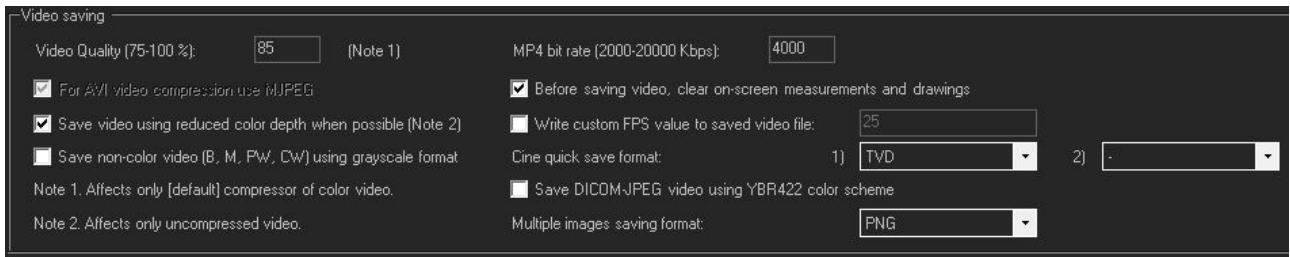 Video saving
Video Quality (75-100 %): 85 (Note 1) MP4 bit rate (2000-20000 Kbps): 4000
For AVI video compression use MJPEG Before saving video, clear on-screen measurements and drawings
Save video using reduced color depth when possible (Note 2) Write custom FPS value to saved video file: 25
Save non-color video (B, M, PW, CW) using grayscale format Cine quick save format: 1) TVD 2) -
Note 1. Affects only [default] compressor of color video. Save DICOM-JPEG video using YBR422 color scheme
Note 2. Affects only uncompressed video. Multiple images saving format: PNG